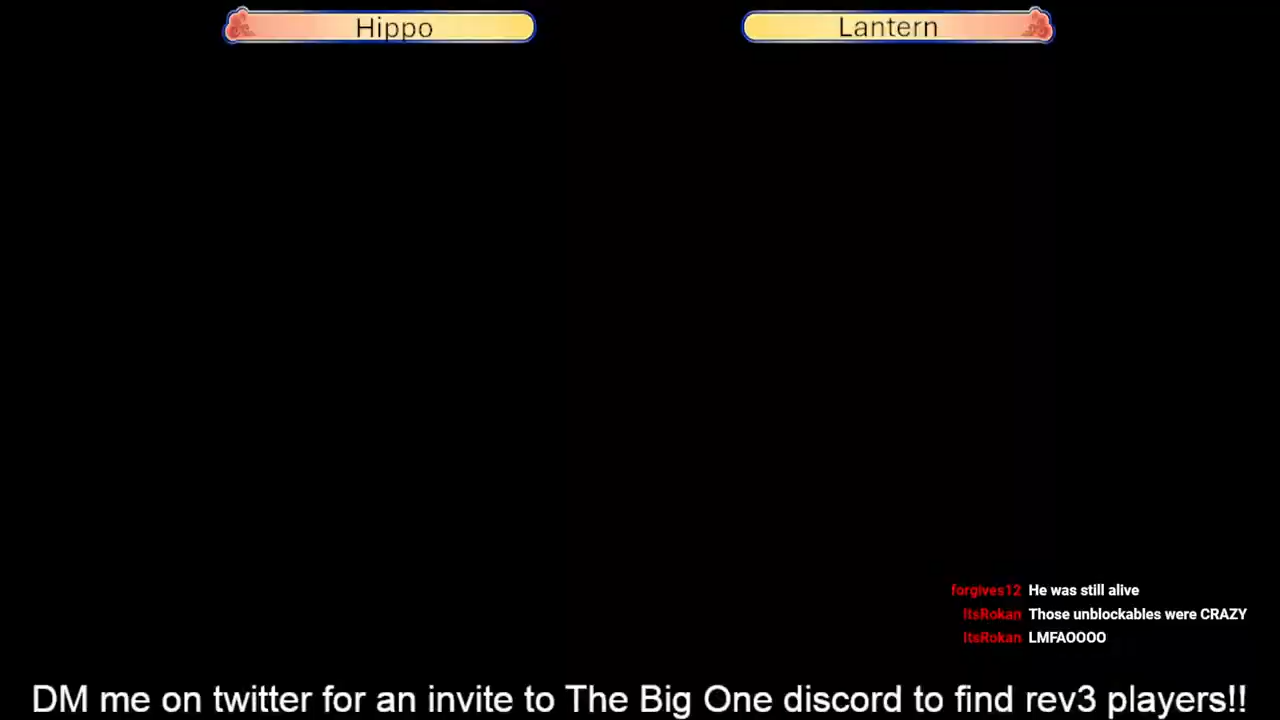 Hippo
Lantern
forgives12 He was still alive
ItsRokan Those unblockables were CRAZY
ItsRokan LMFAOOOO
DM me on twitter for an invite to The Big One discord to find rev3 players!!